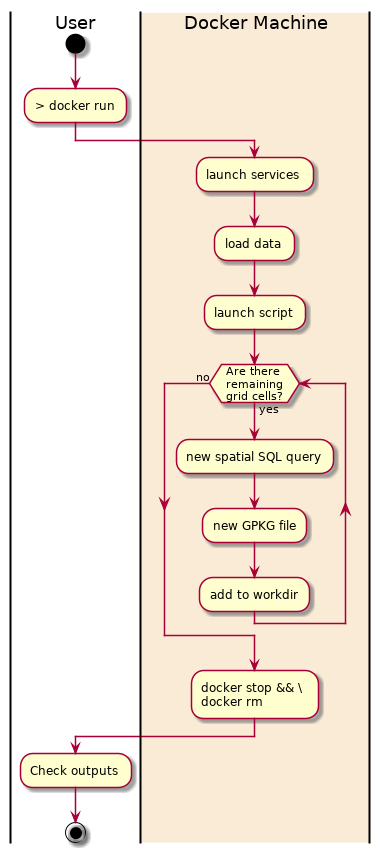 User
Docker Machine
> docker run
launch services
load data
launch script
Are there
remaining
grid cells?
no
yes
new spatial SQL query
new GPKG file
add to workdir
docker stop && \
docker rm
Check outputs